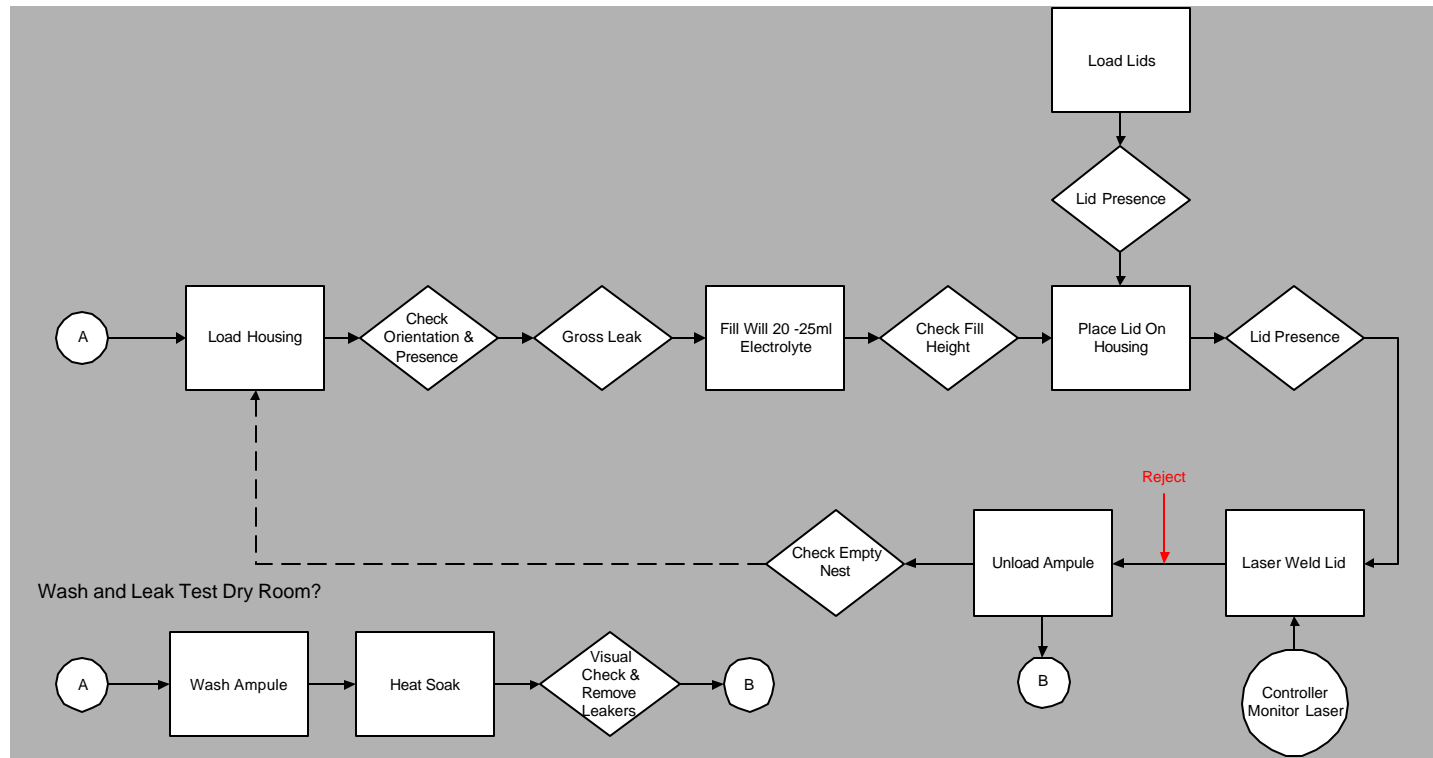 Load Lids
Lid Presence
A
Load Housing
Check
Orientation &
Presence
Gross Leak
Fill Will 20 -25ml
Electrolyte
Check Fill
Height
Place Lid On
Housing
Lid Presence
Reject
Check Empty
Nest
Unload Ampule
Laser Weld Lid
Wash and Leak Test Dry Room?
A
Wash Ampule
Heat Soak
Visual
Check &
Remove
Leakers
B
B
Controller
Monitor Laser